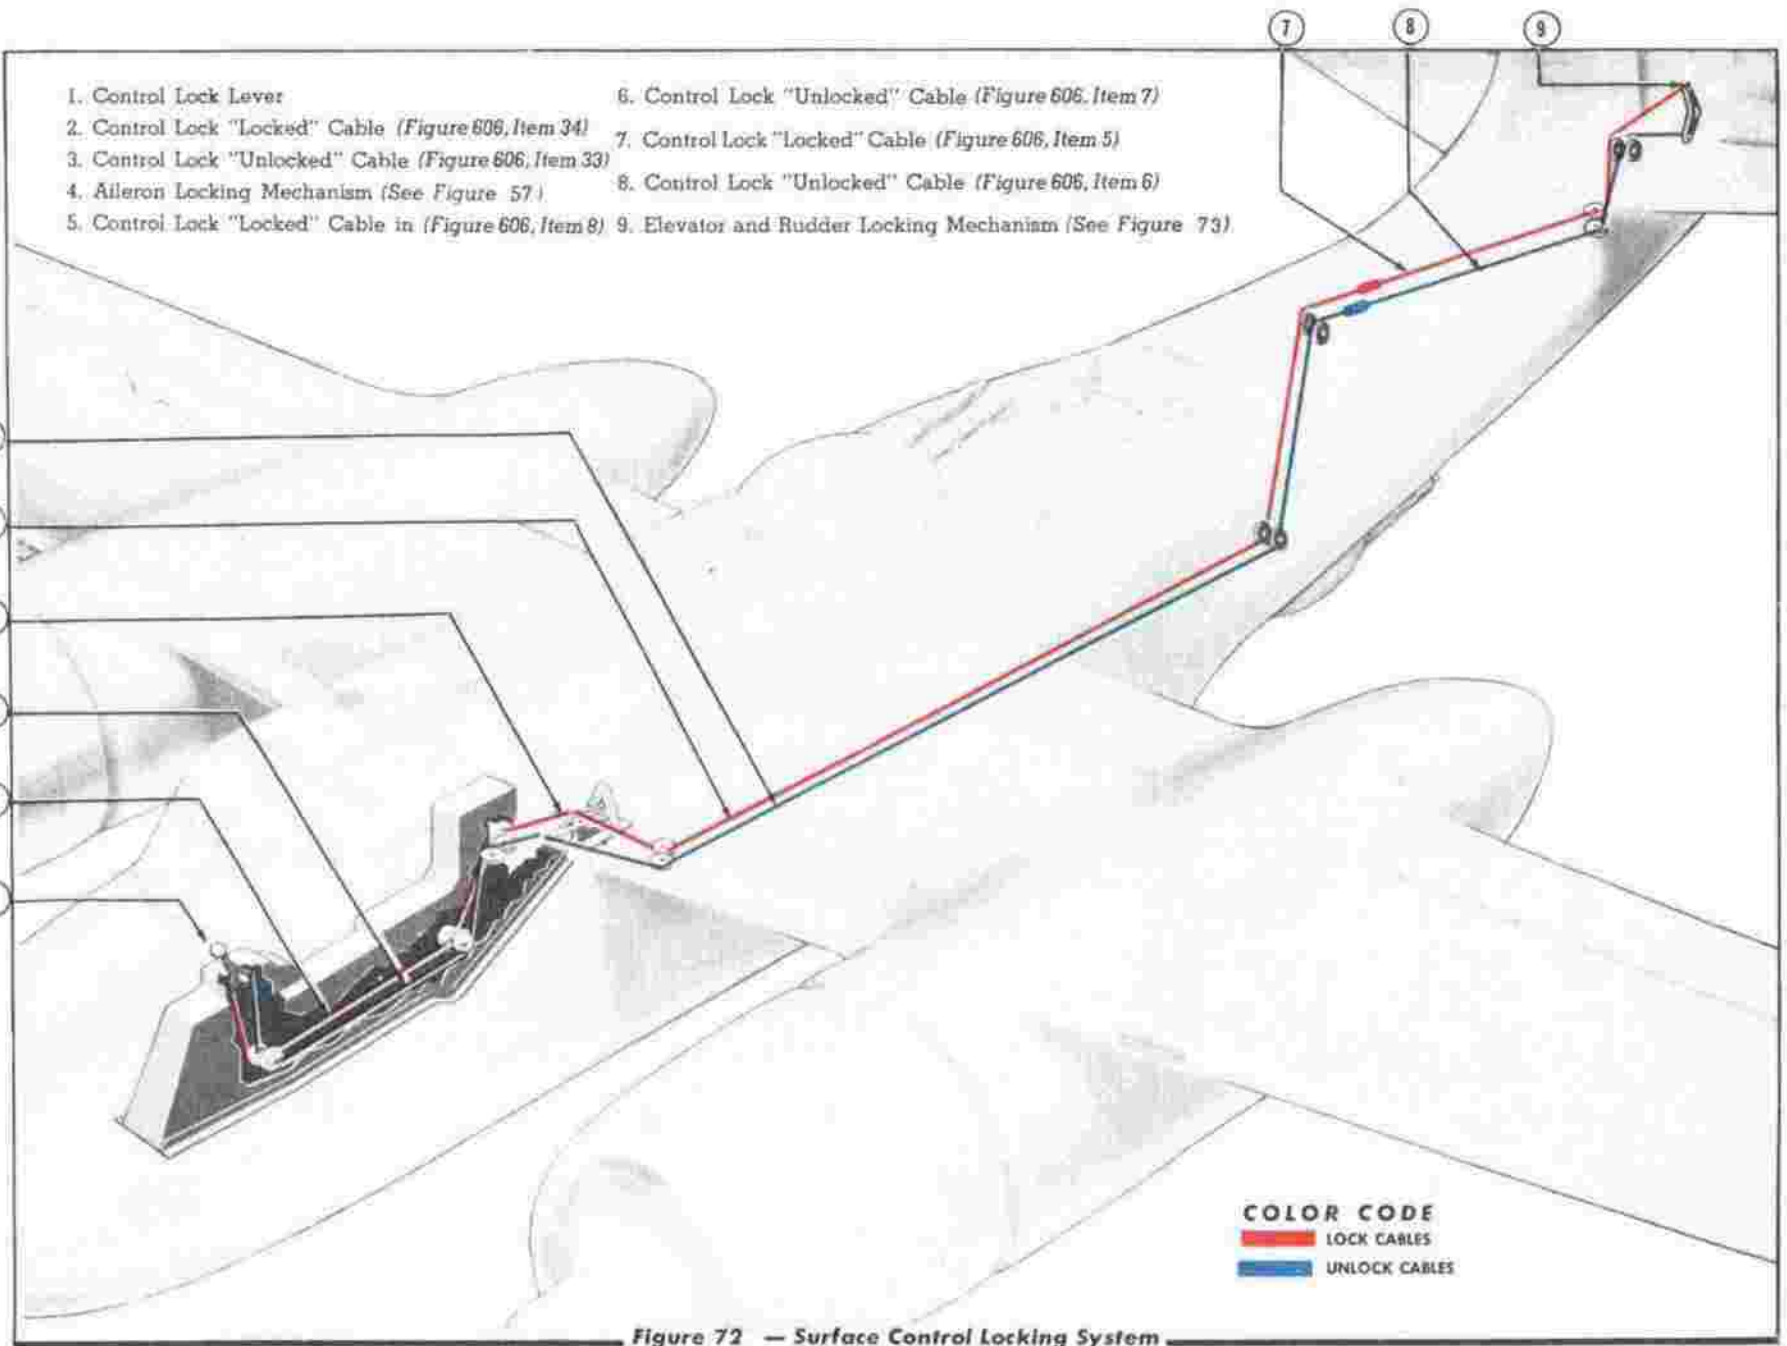 7 8 9
1. Control Lock Lever
2. Control Lock "Locked" Cable (Figure 606, Item 34)
3. Control Lock "Unlocked" Cable (Figure 606, Item 33)
4. Aileron Locking Mechanism (See Figure 57)
5. Control Lock "Locked" Cable in (Figure 606, Item 8)
6. Control Lock "Unlocked" Cable (Figure 606, Item 7)
7. Control Lock "Locked" Cable (Figure 606, Item 5)
8. Control Lock "Unlocked" Cable (Figure 606, Item 6)
9. Elevator and Rudder Locking Mechanism (See Figure 73)
COLOR CODE
LOCK CABLES
UNLOCK CABLES
Figure 72 — Surface Control Locking System